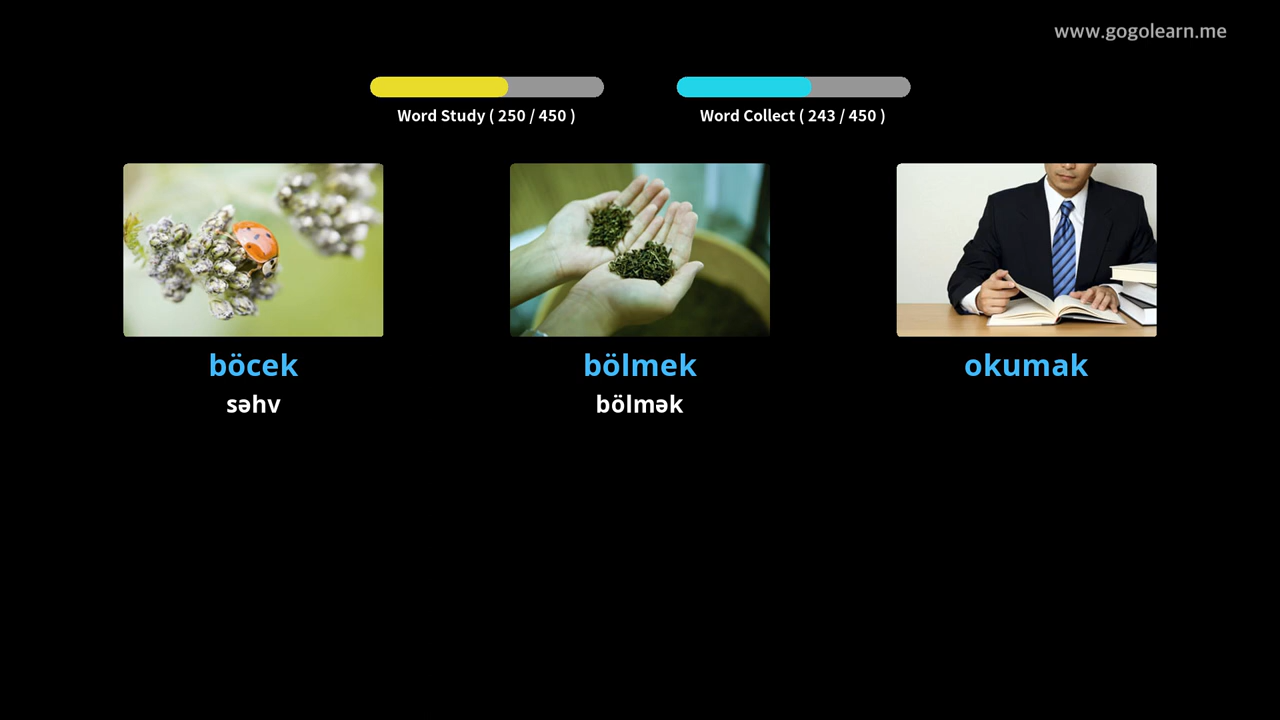 www.gogolearn.me
Word Study ( 250 / 450 )
Word Collect ( 243 / 450 )
böcek
bölmek
okumak
səhv
bölmək